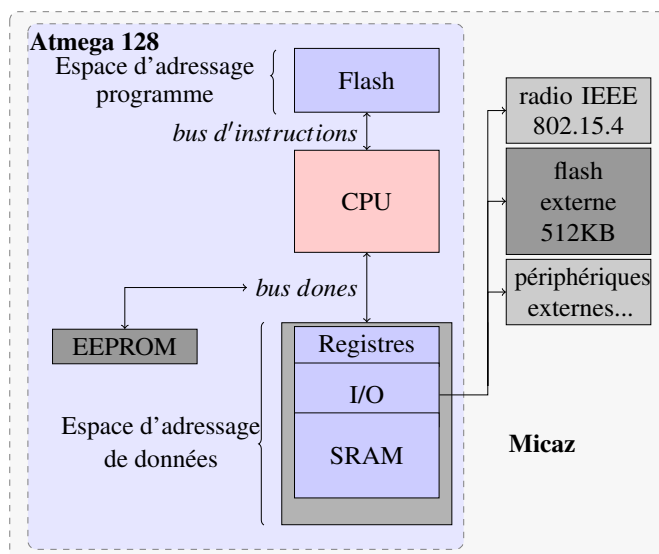 Atmega 128
Espace d'adressage
programme
Flash
bus d'instructions
CPU
bus dones
EEPROM
Registres
I/O
SRAM
Espace d'adressage
de données
radio IEEE
802.15.4
flash
externe
512KB
périphériques
externes...
Micaz